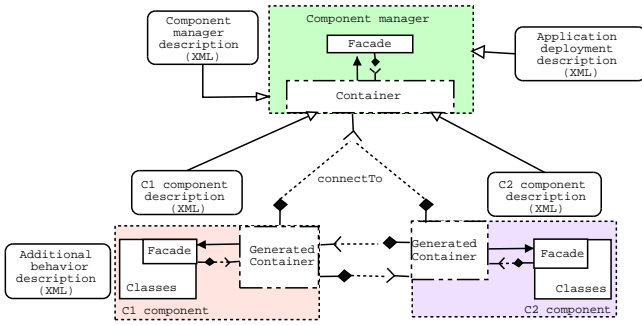 Component manager
Component
manager
description
(XML)
Facade
Application
deployment
description
(XML)
Container
C1 component
description
(XML)
connectTo
C2 component
description
(XML)
Additional
behavior
description
(XML)
Facade
Classes
C1 component
Generated
Container
Generated
Container
Facade
Classes
C2 component